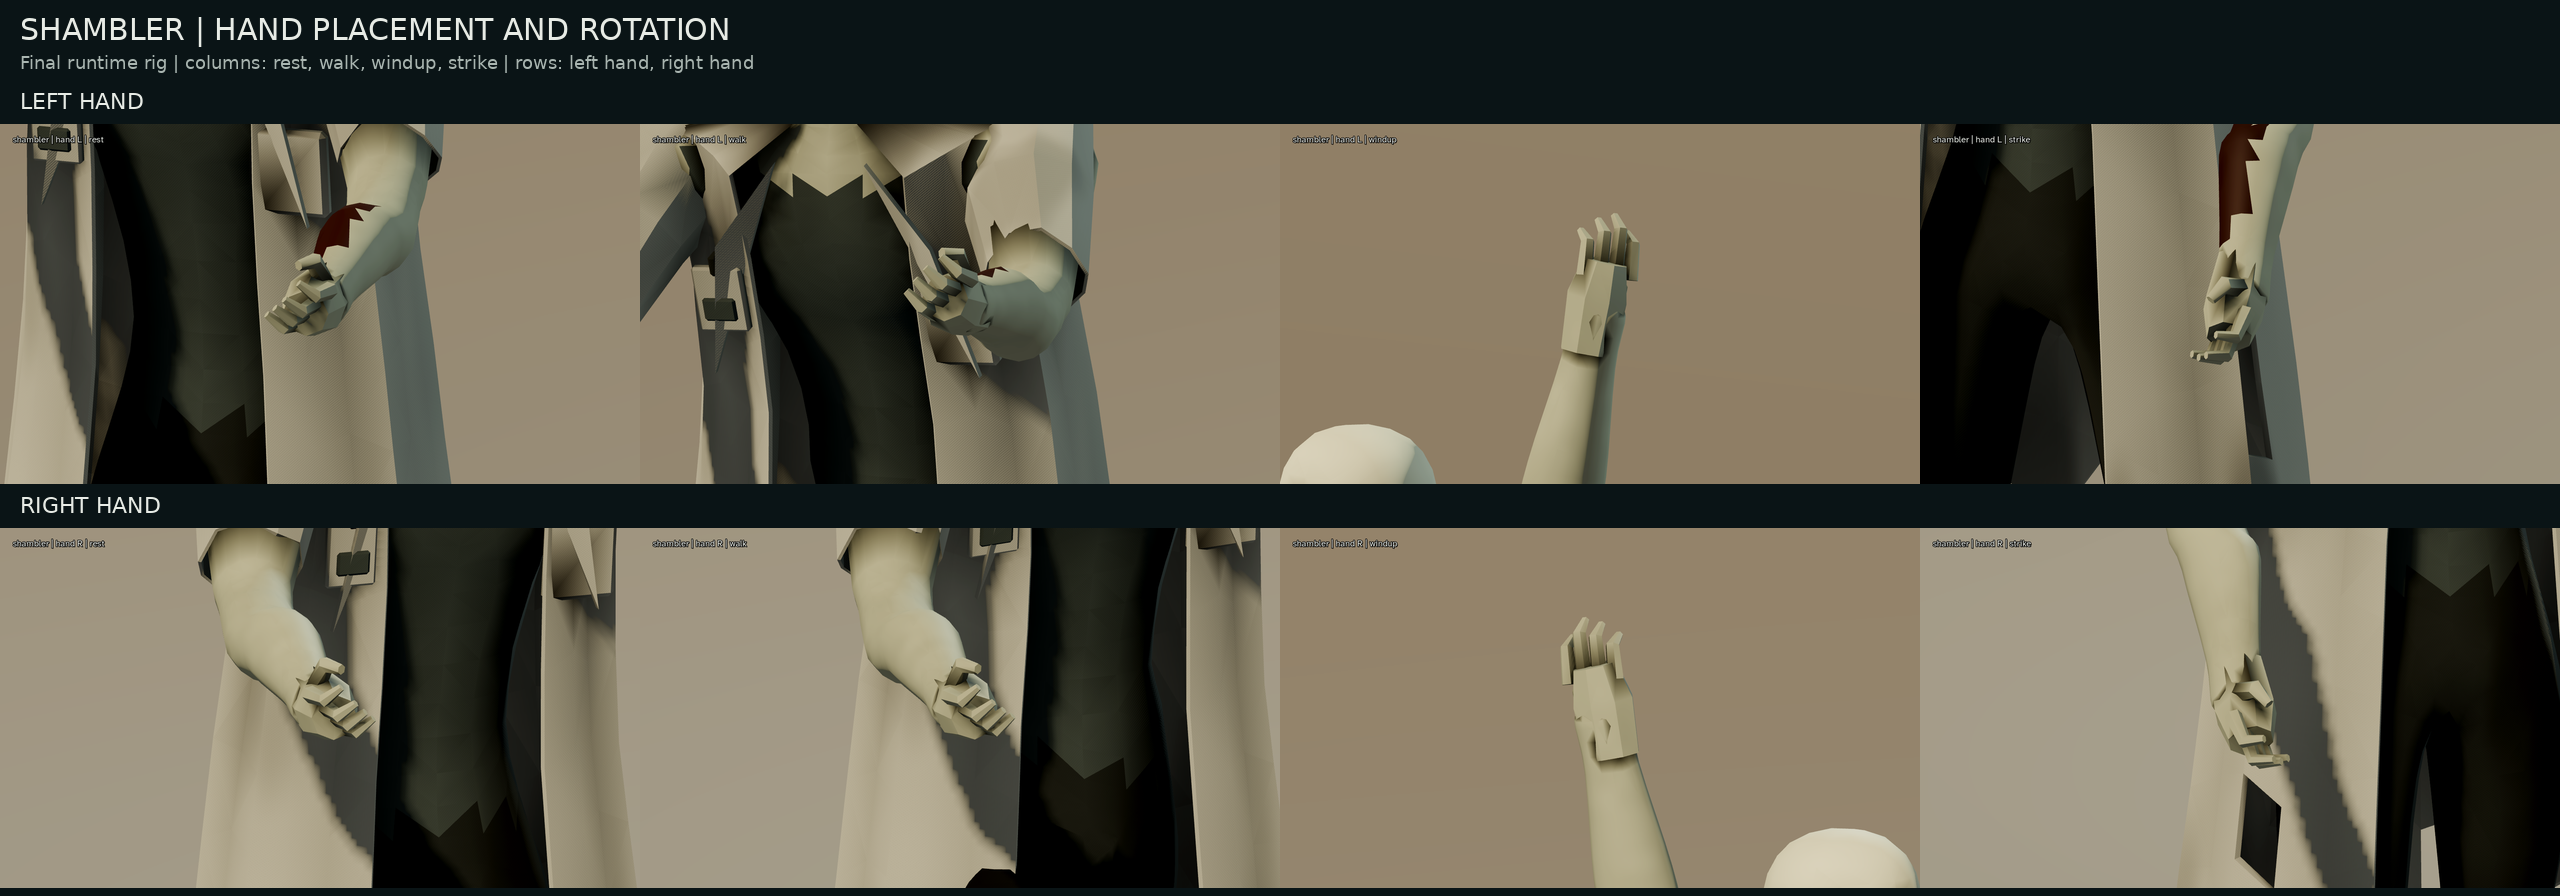 SHAMBLER | HAND PLACEMENT AND ROTATION
Final runtime rig | columns: rest, walk, windup, strike | rows: left hand, right hand
LEFT HAND
shambler | hand L | rest
shambler | hand L | walk
shambler | hand L | windup
shambler | hand L | strike
RIGHT HAND
shambler | hand R | rest
shambler | hand R | walk
shambler | hand R | windup
shambler | hand R | strike